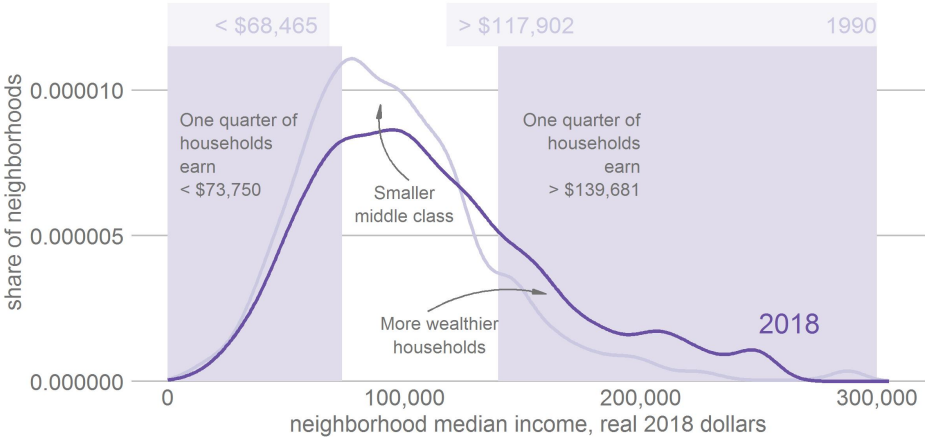 < $68,465
> $117,902
1990
share of neighborhoods
0.000010
0.000005
0.000000
One quarter of
households
earn
< $73,750
One quarter of
households
earn
> $139,681
Smaller
middle class
More wealthier
households
2018
0
100,000
200,000
300,000
neighborhood median income, real 2018 dollars